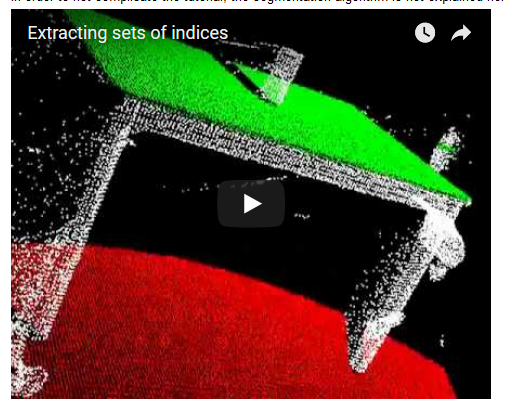 In order to not complicate the tutorial, the segmentation algorithm is not explained her
Extracting sets of indices